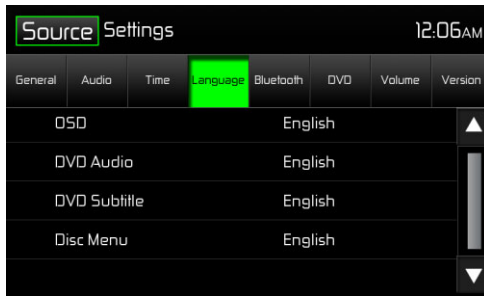 Source Settings 12:06AM
General Audio Time Language Bluetooth DVD Volume Version
OSD English
DVD Audio English
DVD Subtitle English
Disc Menu English